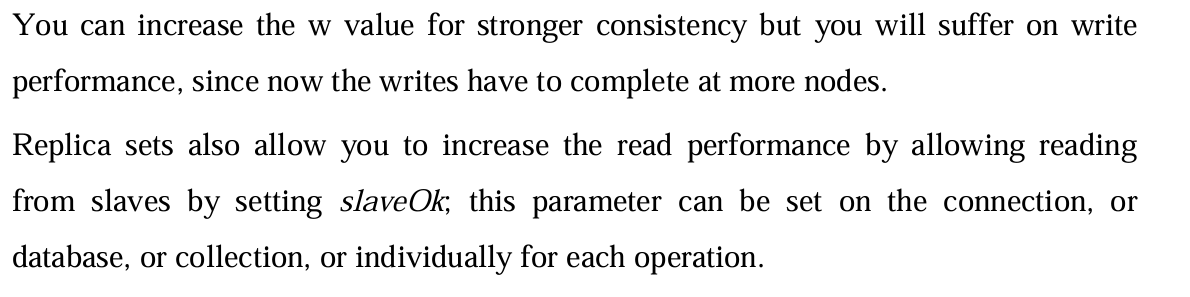 You can increase the w value for stronger consistency but you will suffer on write
performance, since now the writes have to complete at more nodes.
Replica sets also allow you to increase the read performance by allowing reading
from slaves by setting slaveOk; this parameter can be set on the connection, or
database, or collection, or individually for each operation.